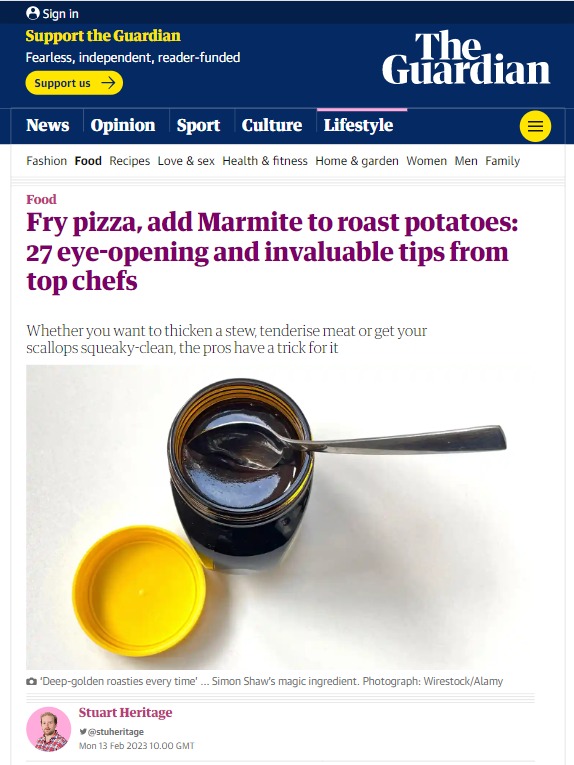 Sign in
Support the Guardian
Fearless, independent, reader-funded
Support us
The
Guardian
News Opinion Sport Culture Lifestyle
Fashion Food Recipes Love & sex Health & fitness Home & garden Women Men Family
Food
Fry pizza, add Marmite to roast potatoes:
27 eye-opening and invaluable tips from
top chefs
Whether you want to thicken a stew, tenderise meat or get your
scallops squeaky-clean, the pros have a trick for it
'Deep-golden roasties every time' ... Simon Shaw's magic ingredient. Photograph: Wirestock/Alamy
Stuart Heritage
@stuheritage
Mon 13 Feb 2023 10.00 GMT